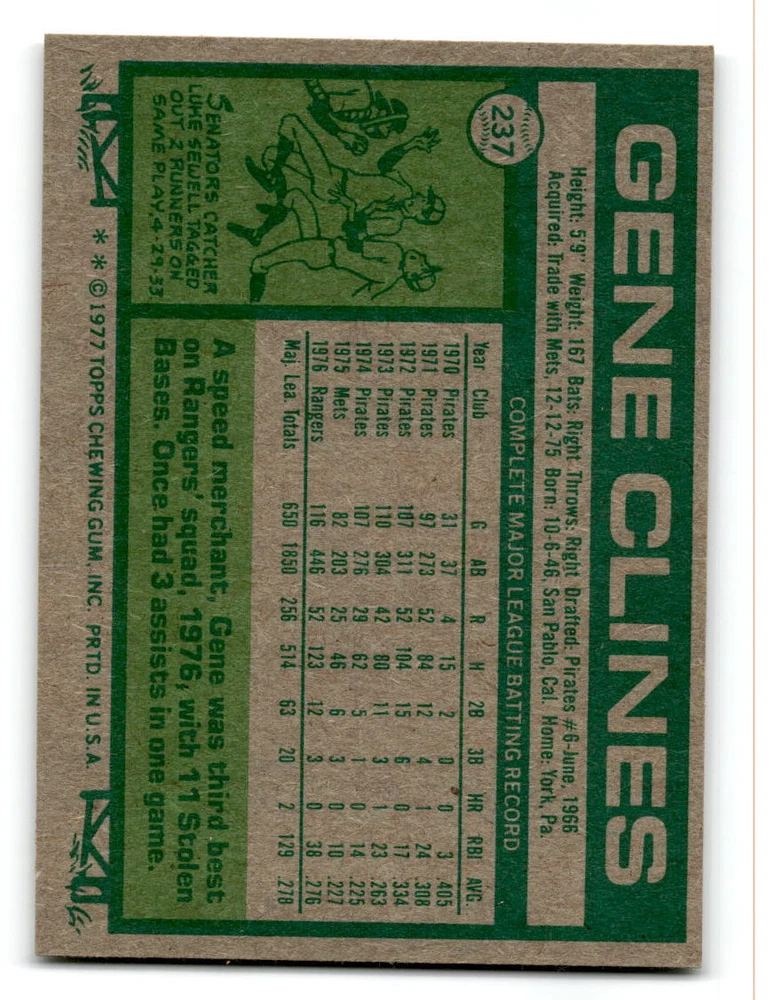 237
GENE CLINES
Height: 5'9" Weight: 167 Bats: Right Throws: Right Drafted: Pirates #6-June, 1966
Acquired: Trade with Mets, 12-12-75 Born: 10-6-46, San Pablo, Cal. Home: York, Pa.
COMPLETE MAJOR LEAGUE BATTING RECORD
Year Club G AB R H 2B 3B HR RBI AVG.
1970 Pirates 31 37 4 15 2 0 0 3 .405
1971 Pirates 97 273 52 84 12 4 1 24 .308
1972 Pirates 107 311 52 104 15 6 0 17 .334
1973 Pirates 110 304 42 80 11 3 1 23 .263
1974 Pirates 107 276 29 62 5 1 0 14 .225
1975 Mets 82 203 25 46 6 3 0 10 .227
1976 Rangers 116 446 52 123 12 3 0 38 .276
Maj. Lea. Totals 650 1850 256 514 63 20 2 129 .278
SENATORS CATCHER
LUKE SEWELL TAGGED
OUT 2 RUNNERS ON
SAME PLAY, 4-29-33
A speed merchant, Gene was third best
on Rangers' squad, 1976, with 11 Stolen
Bases. Once had 3 assists in one game.
* * © 1977 TOPPS CHEWING GUM, INC. PRTD. IN U.S.A.